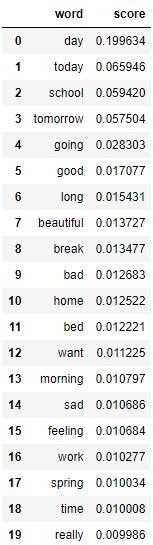 word score
0 day 0.199634
1 today 0.065946
2 school 0.059420
3 tomorrow 0.057504
4 going 0.028303
5 good 0.017077
6 long 0.015431
7 beautiful 0.013727
8 break 0.013477
9 bad 0.012683
10 home 0.012522
11 bed 0.012221
12 want 0.011225
13 morning 0.010797
14 sad 0.010686
15 feeling 0.010684
16 work 0.010277
17 spring 0.010034
18 time 0.010008
19 really 0.009986